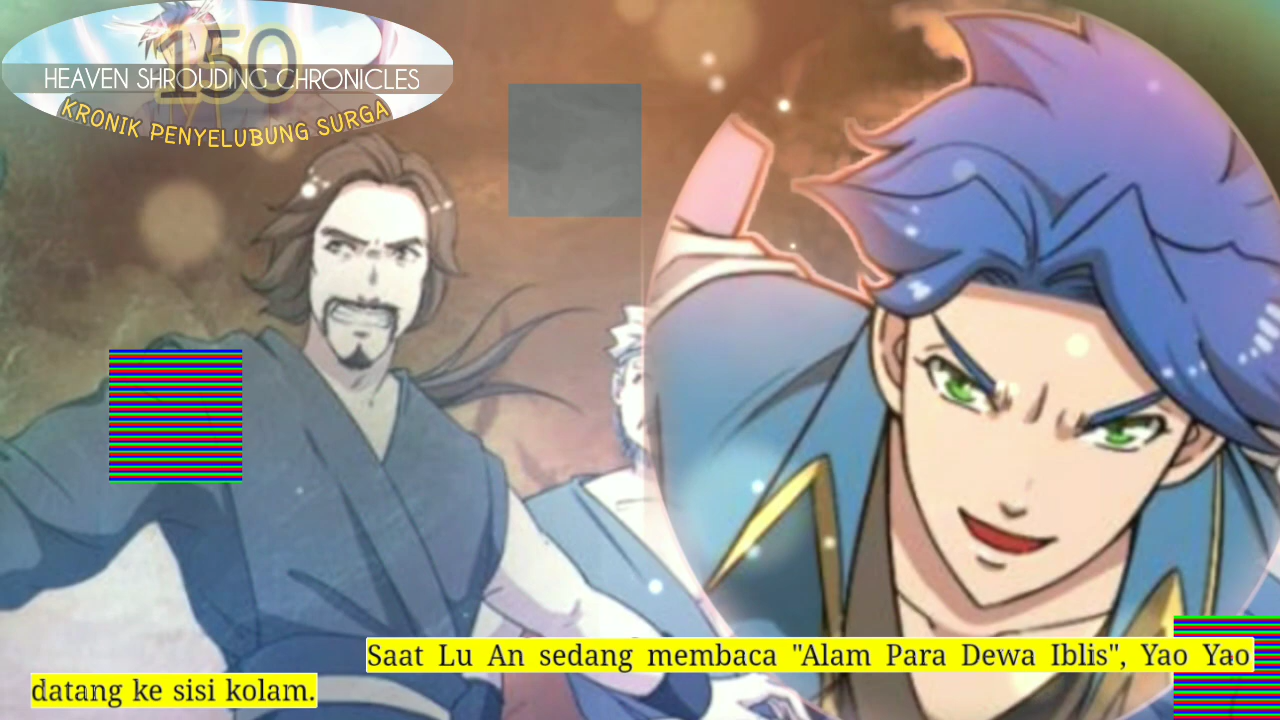 150
HEAVEN SHROUDING CHRONICLES
KRONIK PENYELUBUNG SURGA
Saat Lu An sedang membaca "Alam Para Dewa Iblis", Yao Yao
datang ke sisi kolam.